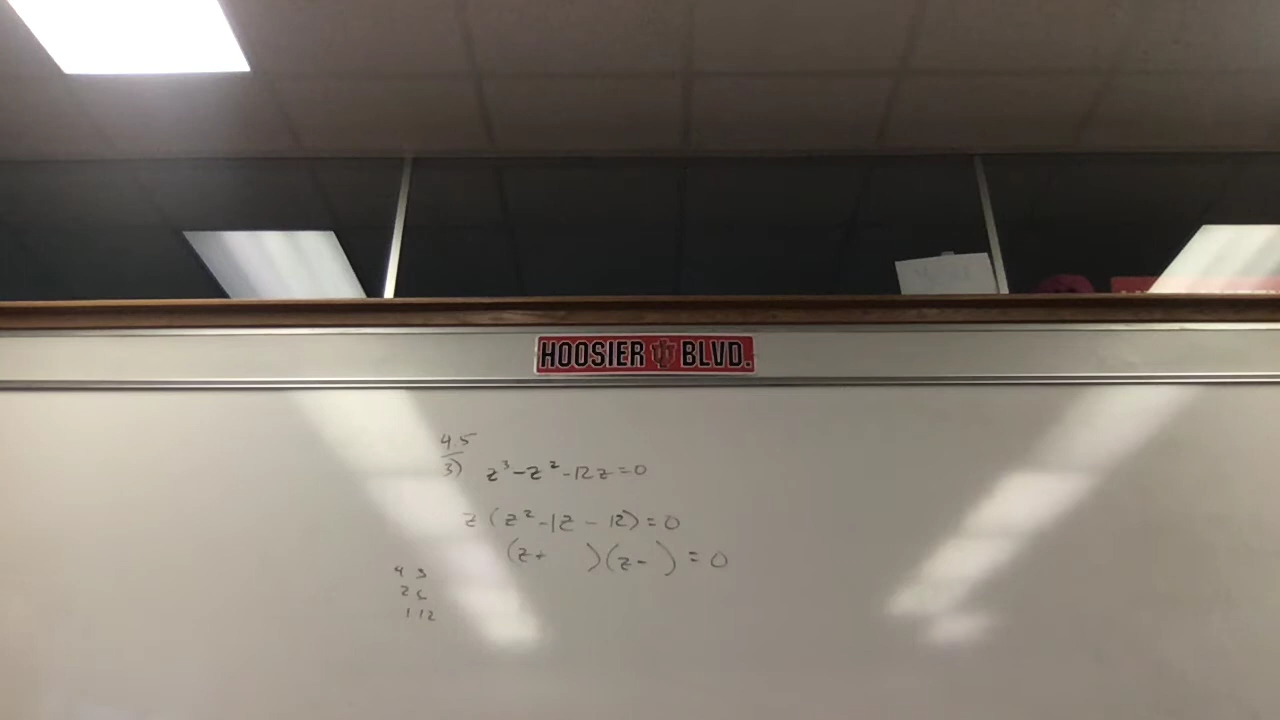 HOOSIER BLVD.
4.5
3) z³-z²-12z=0
z(z²-1z-12)=0
(z+ )(z- )=0
4 3
2 6
1 12